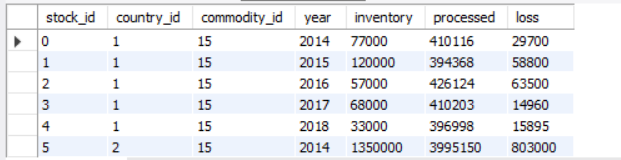 stock_id country_id commodity_id year inventory processed loss
0 1 15 2014 77000 410116 29700
1 1 15 2015 120000 394368 58800
2 1 15 2016 57000 426124 63500
3 1 15 2017 68000 410203 14960
4 1 15 2018 33000 396998 15895
5 2 15 2014 1350000 3995150 803000